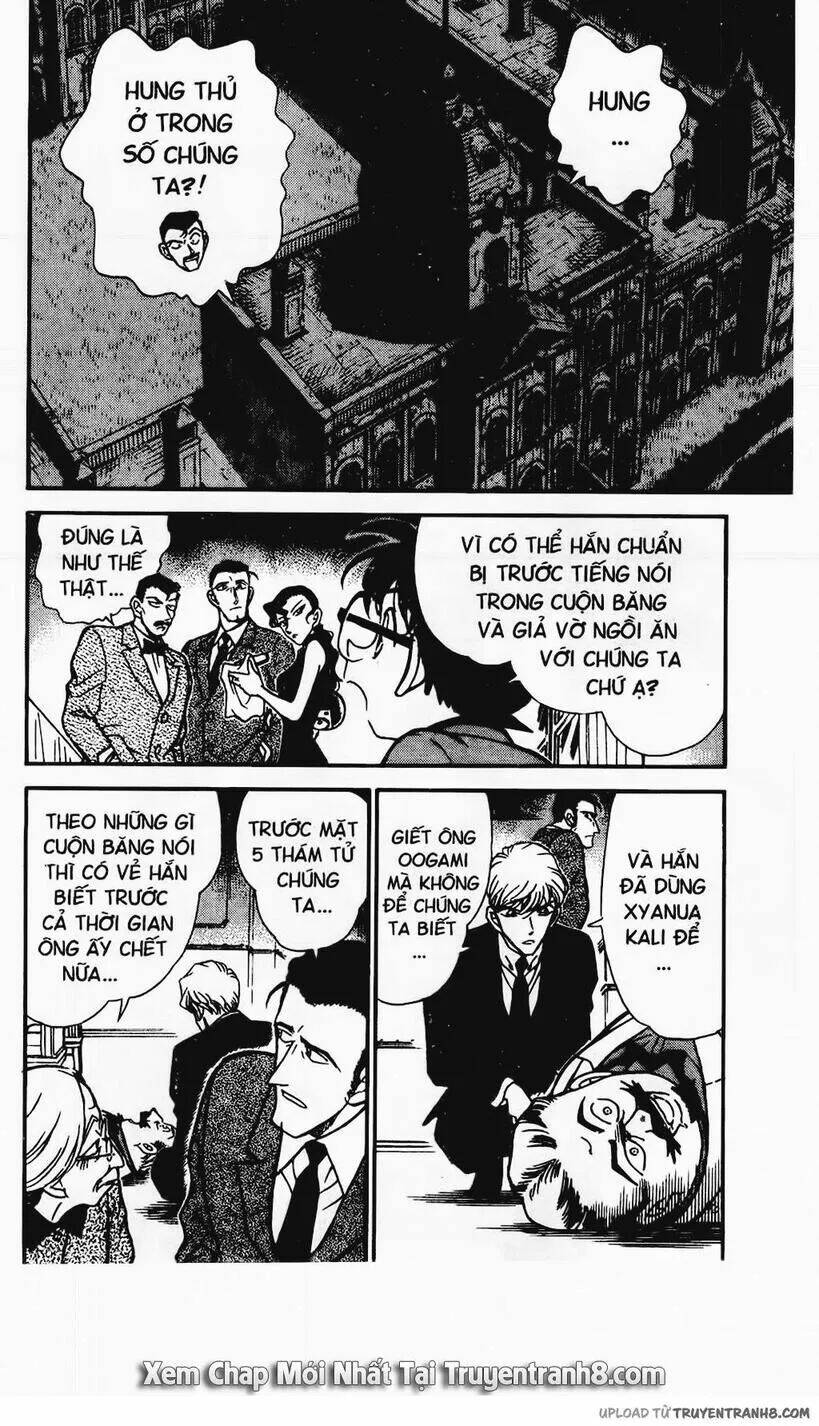 HUNG
...
HUNG THỦ
Ở TRONG
SỐ CHÚNG
TA?!
VÌ CÓ THỂ HẮN CHUẨN
BỊ TRƯỚC TIẾNG NÓI
TRONG CUỘN BĂNG
VÀ GIẢ VỜ NGỒI ĂN
VỚI CHÚNG TA
CHỨ Ạ?
ĐÚNG LÀ
NHƯ THẾ
THẬT...
VÀ HẮN
ĐÃ DÙNG
XYANUA
KALI ĐỂ
...
GIẾT ÔNG
OOGAMI
MÀ KHÔNG
ĐỂ CHÚNG
TA BIẾT
...
TRƯỚC MẶT
5 THÁM TỬ
CHÚNG
TA...
THEO NHỮNG GÌ
CUỘN BĂNG NÓI
THÌ CÓ VẺ HẮN
BIẾT TRƯỚC
CẢ THỜI GIAN
ÔNG ẤY CHẾT
NỮA...
Xem Chap Mới Nhất Tại Truyentranh8.com
UPLOAD TỪ TRUYENTRANH8.COM